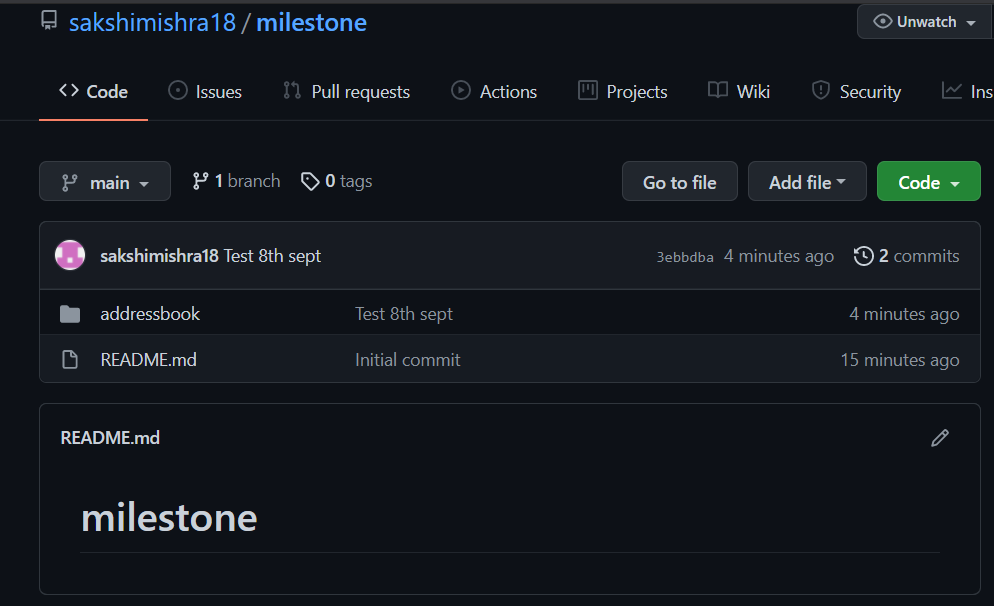 sakshimishra18 / milestone
Unwatch
Code Issues Pull requests Actions Projects Wiki Security Ins
main 1 branch 0 tags Go to file Add file Code
sakshimishra18 Test 8th sept 3ebbdba 4 minutes ago 2 commits
addressbook Test 8th sept 4 minutes ago
README.md Initial commit 15 minutes ago
README.md
milestone